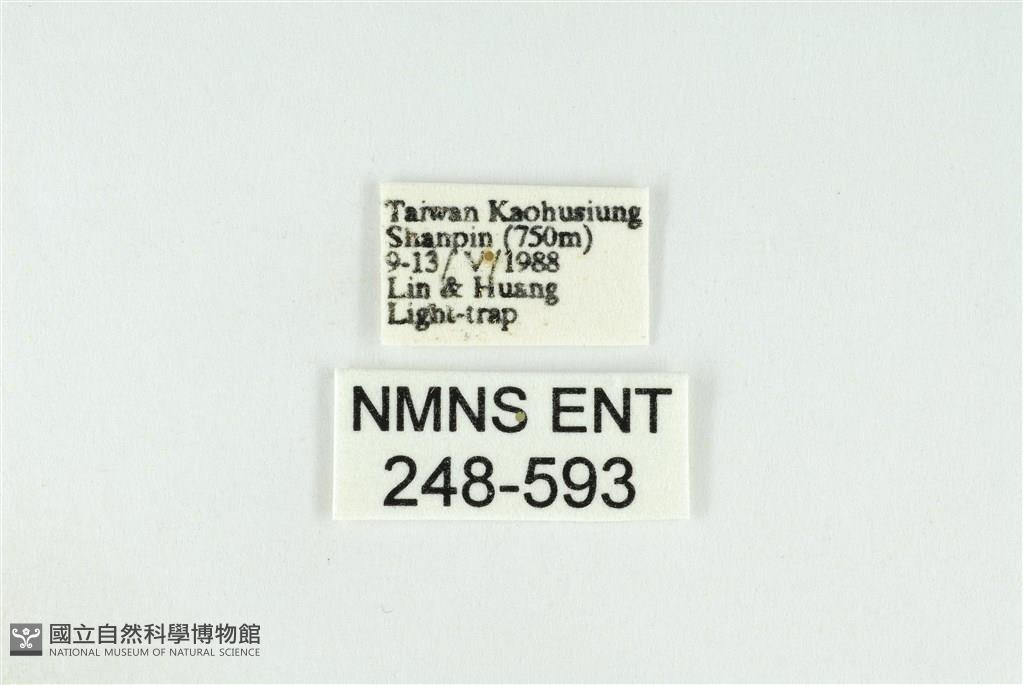 Taiwan Kaohusiung
Shanpin (750m)
9-13/V/1988
Lin & Huang
Light-trap
NMNS ENT
248-593
國立自然科學博物館
NATIONAL MUSEUM OF NATURAL SCIENCE